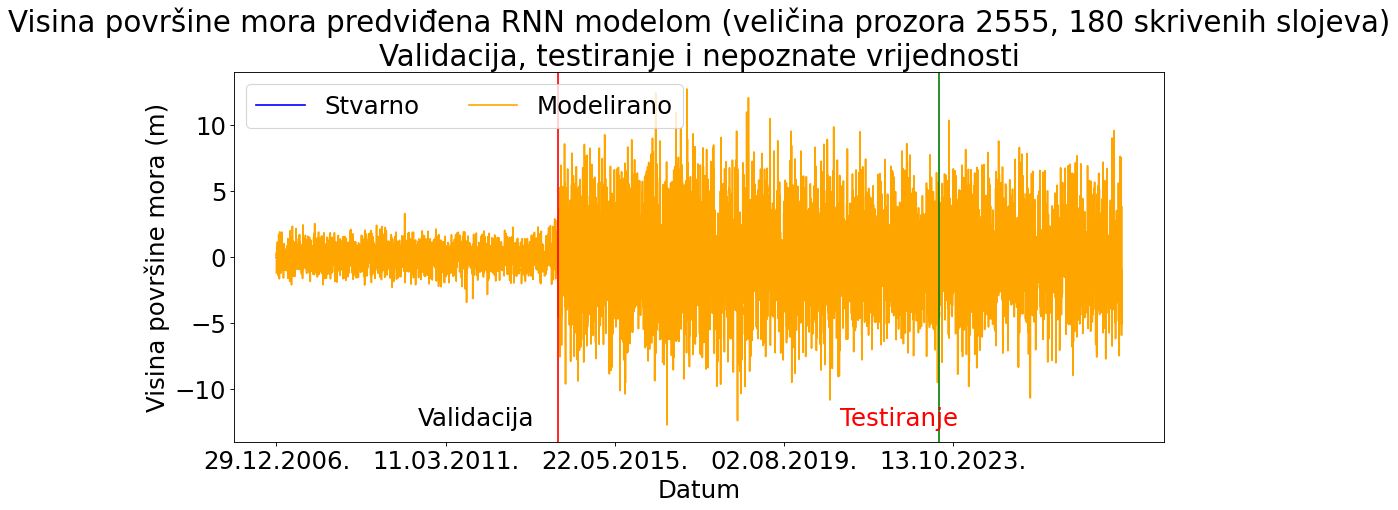 Visina površine mora predviđena RNN modelom (veličina prozora 2555, 180 skrivenih slojeva)
Validacija, testiranje i nepoznate vrijednosti
Stvarno Modelirano
Visina površine mora (m)
10
5
0
−5
−10
Validacija Testiranje
29.12.2006. 11.03.2011. 22.05.2015. 02.08.2019. 13.10.2023.
Datum